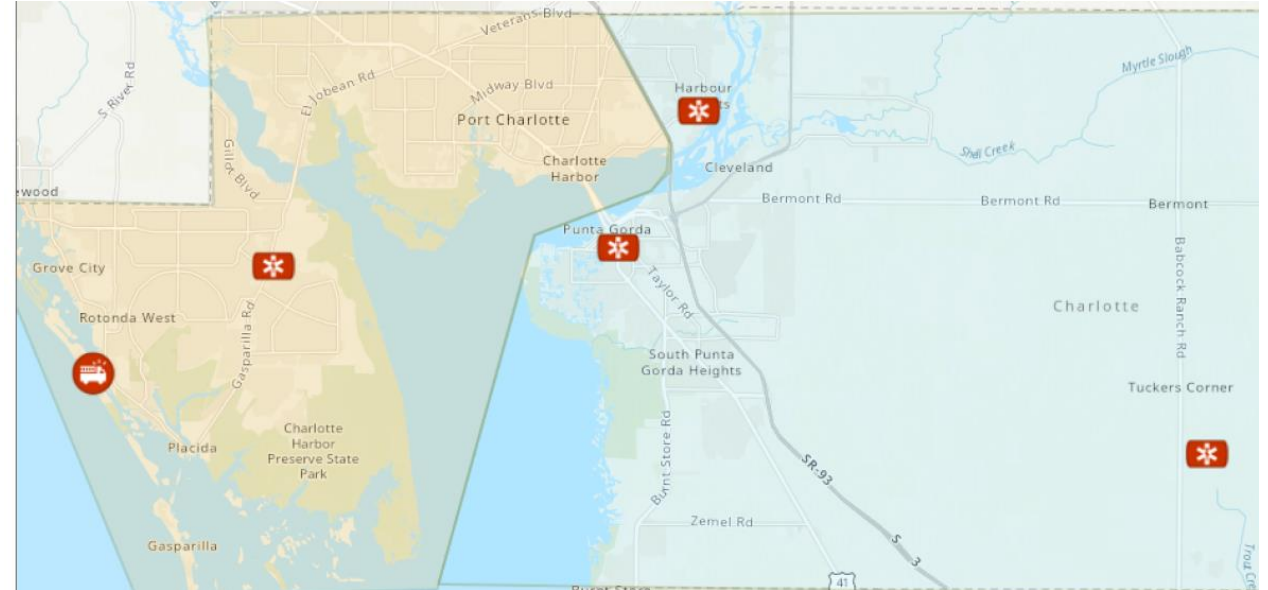 Veterans Blvd
S River Rd
El Jobean Rd
Midway Blvd
Myrtle Slough
Harbour
Port Charlotte
Gillot Blvd
Charlotte
Harbor
Cleveland
Shell Creek
ewood
Bermont Rd
Bermont Rd
Bermont
Punta Gorda
Grove City
Taylor Rd
Babcock Ranch Rd
Charlotte
Rotonda West
Gasparilla Rd
South Punta
Gorda Heights
Tuckers Corner
Charlotte
Harbor
Preserve State
Park
Placida
Burnt Store Rd
SR-93
Zemel Rd
Gasparilla
S
3
41